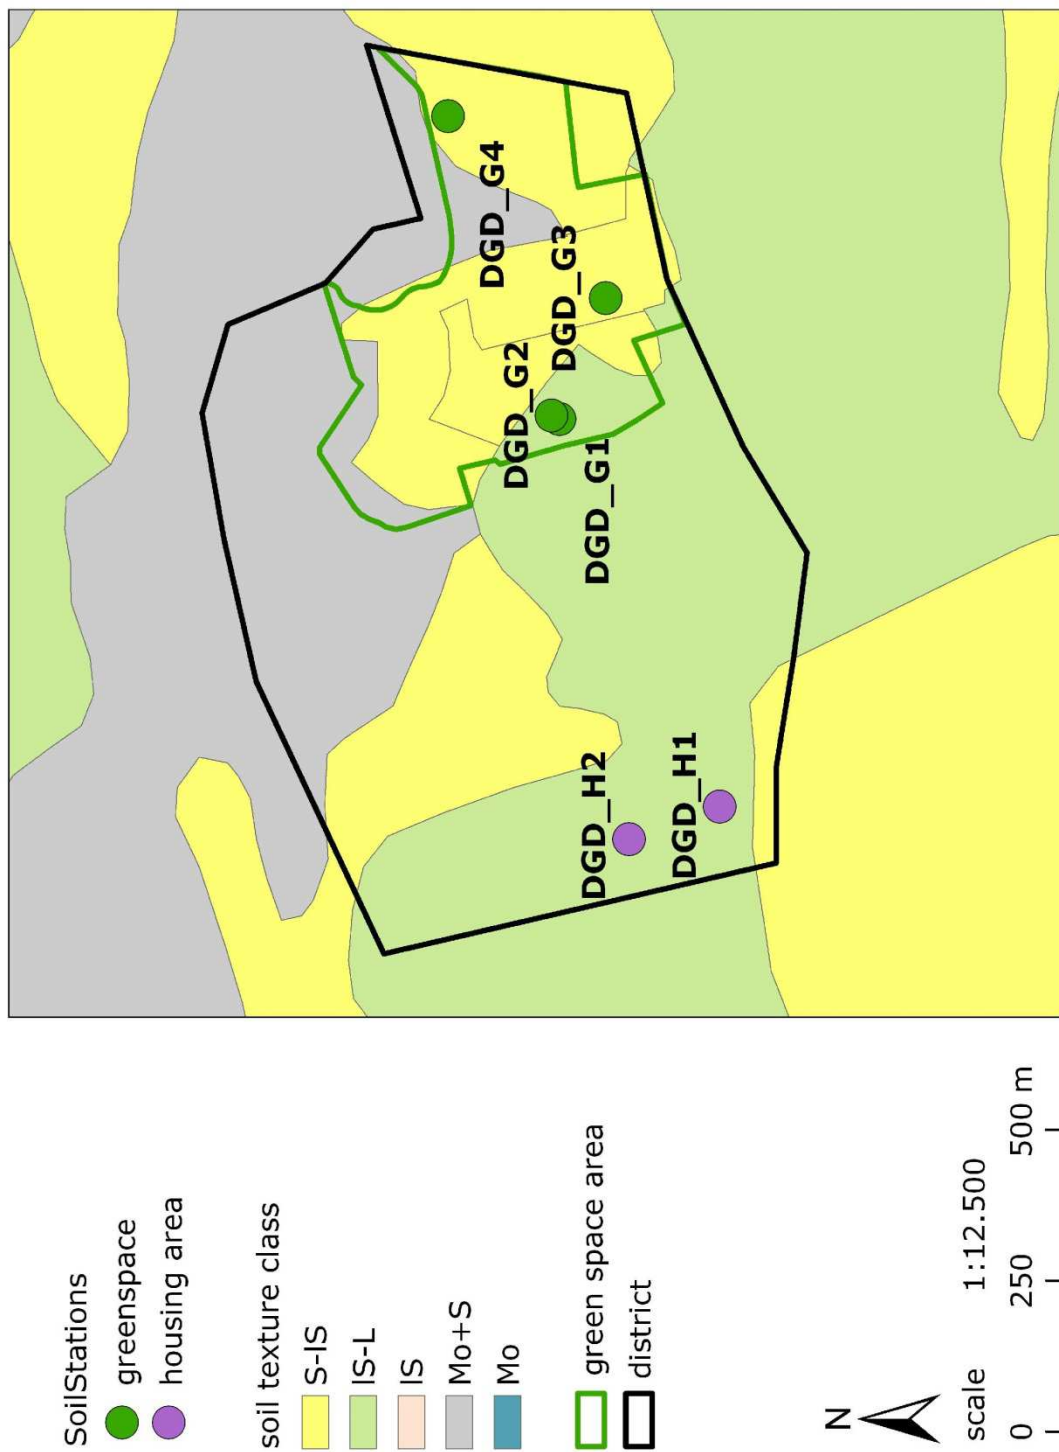 SoilStations
greenspace
housing area
soil texture class
S-lS
lS-L
lS
Mo+S
Mo
green space area
district
N
scale
1:12.500
0 250 500 m
DGD_H2
DGD_H1
DGD_G2
DGD_G1
DGD_G3
DGD_G4